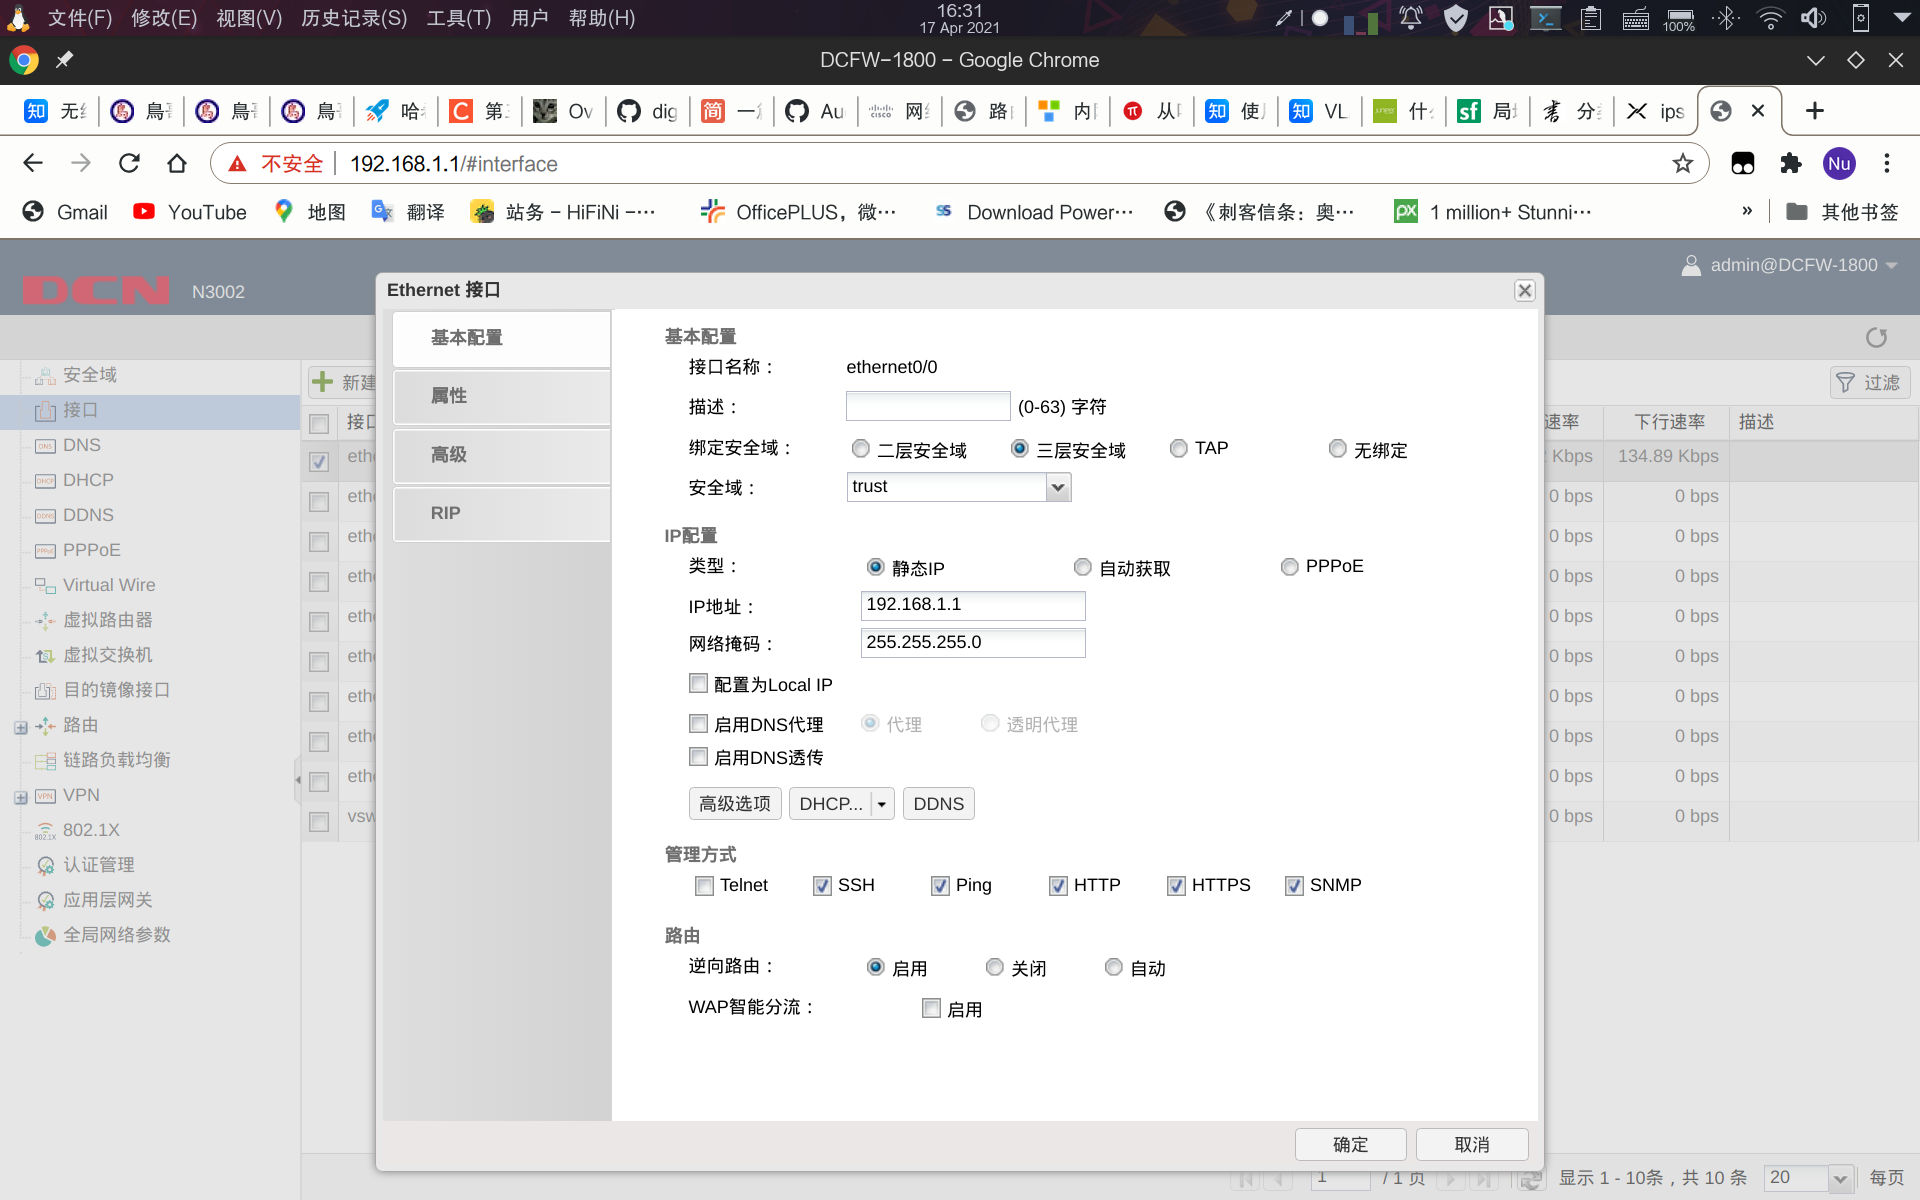 文件(F) 修改(E) 视图(V) 历史记录(S) 工具(T) 用户 帮助(H)
16:31
17 Apr 2021
100%
DCFW-1800 – Google Chrome
知 无 鳥 鳥 鳥 哈 C 第 Ov dig 简 一 Au 网 路 内 从 知 使 知 VL 什 sf 局 分 ips
不安全 192.168.1.1/#interface
Nu
Gmail YouTube 地图 翻译 站务 – HiFiNi –··· OfficePLUS，微··· Download Power··· 《刺客信条：奥··· 1 million+ Stunni··· » 其他书签
DCN N3002
admin@DCFW-1800
Ethernet 接口
安全域
接口
DNS
DHCP
DDNS
PPPoE
Virtual Wire
虚拟路由器
虚拟交换机
目的镜像接口
路由
链路负载均衡
VPN
802.1X
认证管理
应用层网关
全局网络参数
新建
过滤
接口
速率 下行速率 描述
eth
Kbps 134.89 Kbps
eth
0 bps 0 bps
eth
0 bps 0 bps
eth
0 bps 0 bps
eth
0 bps 0 bps
eth
0 bps 0 bps
eth
0 bps 0 bps
eth
0 bps 0 bps
eth
0 bps 0 bps
vsw
0 bps 0 bps
基本配置
属性
高级
RIP
基本配置
接口名称： ethernet0/0
描述： (0-63) 字符
绑定安全域： 二层安全域 三层安全域 TAP 无绑定
安全域： trust
IP配置
类型： 静态IP 自动获取 PPPoE
IP地址： 192.168.1.1
网络掩码： 255.255.255.0
配置为Local IP
启用DNS代理 代理 透明代理
启用DNS透传
高级选项 DHCP... DDNS
管理方式
Telnet SSH Ping HTTP HTTPS SNMP
路由
逆向路由： 启用 关闭 自动
WAP智能分流： 启用
确定 取消
1 / 1 页 显示 1 - 10条，共 10 条 20 每页